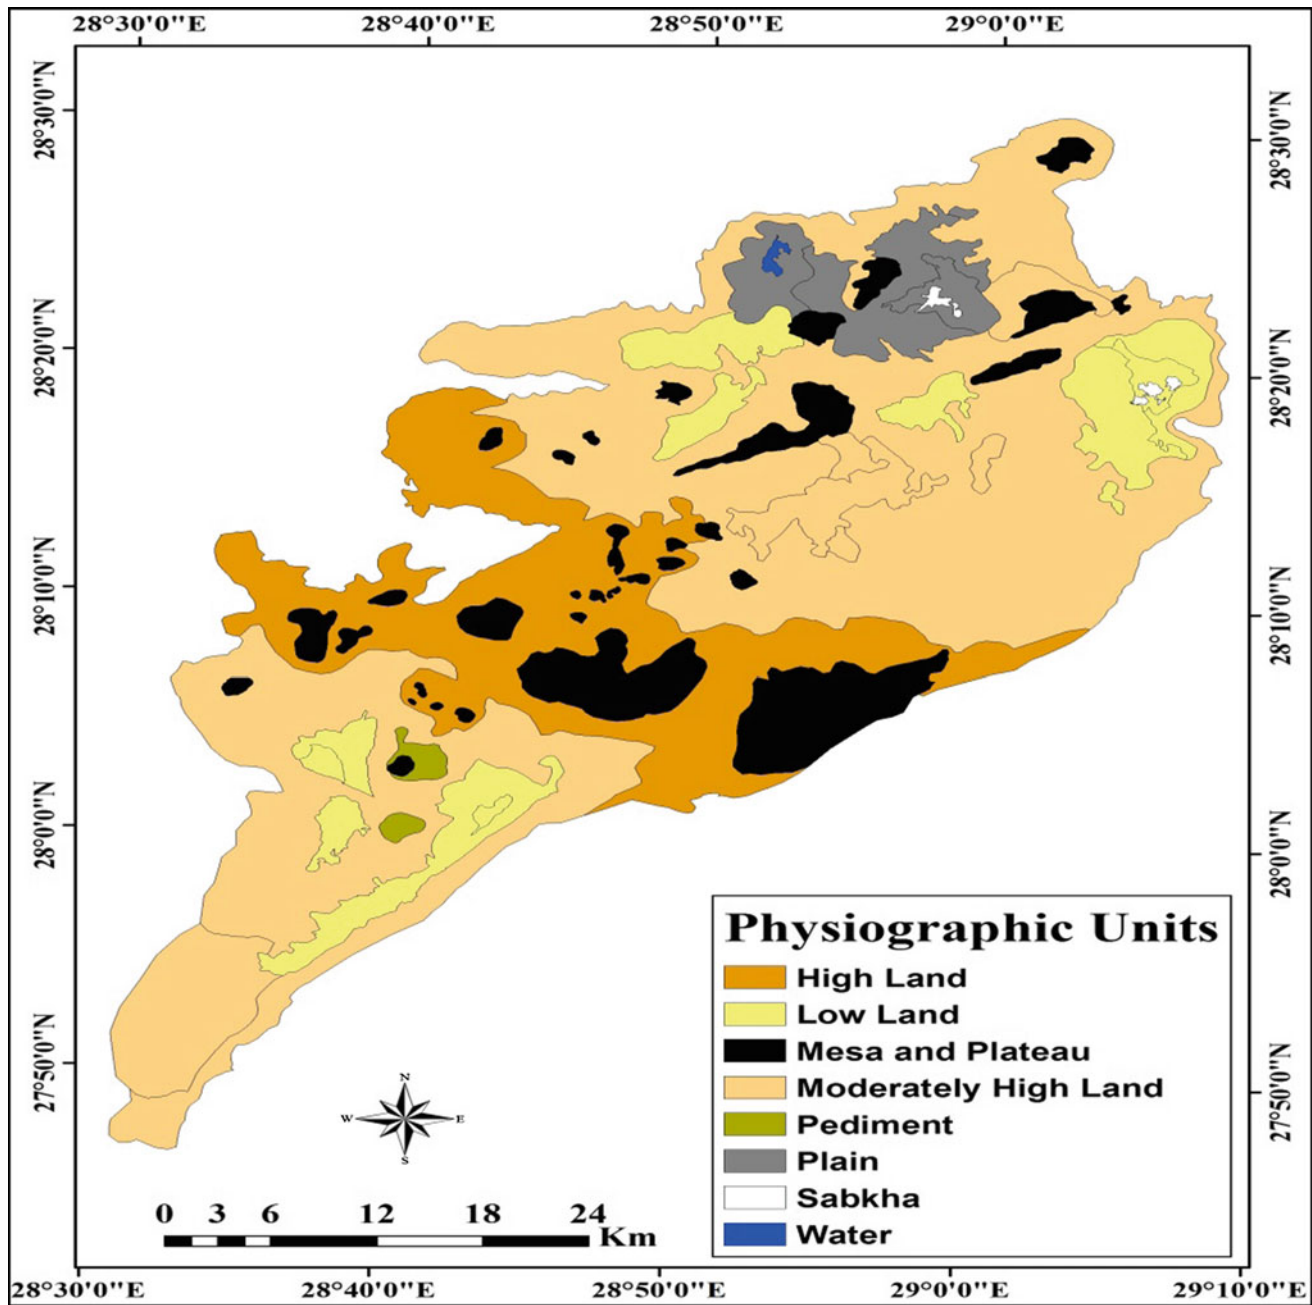 28°30'0"E 28°40'0"E 28°50'0"E 29°0'0"E
28°30'0"N
28°20'0"N
28°10'0"N
28°0'0"N
27°50'0"N
28°30'0"N
28°20'0"N
28°10'0"N
28°0'0"N
27°50'0"N
Physiographic Units
High Land
Low Land
Mesa and Plateau
Moderately High Land
Pediment
Plain
Sabkha
Water
N
W E
S
0 3 6 12 18 24
Km
28°30'0"E 28°40'0"E 28°50'0"E 29°0'0"E 29°10'0"E